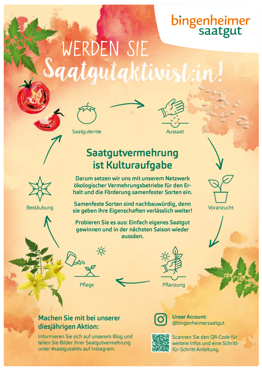 bingenheimer
saatgut
WERDEN SIE
Saatgutaktivist:in!
Saatguternte
Aussaat
Saatgutvermehrung
ist Kulturaufgabe
Darum setzen wir uns mit unserem Netzwerk
ökologischer Vermehrungsbetriebe für den Er-
halt und die Förderung samenfester Sorten ein.
Samenfeste Sorten sind nachbauwürdig, denn
sie geben ihre Eigenschaften verlässlich weiter!
Probieren Sie es aus: Einfach eigenes Saatgut
gewinnen und in der nächsten Saison wieder
aussäen.
Bestäubung
Voranzucht
Pflege
Pflanzung
Machen Sie mit bei unserer
diesjährigen Aktion:
Informieren Sie sich auf unserem Blog und
teilen Sie Bilder Ihrer Saatgutvermehrung
unter #saatgutaktiv auf Instagram.
Unser Account:
@bingenheimersaatgut
Scannen Sie den QR-Code für
weitere Infos und eine Schritt-
für-Schritt-Anleitung.